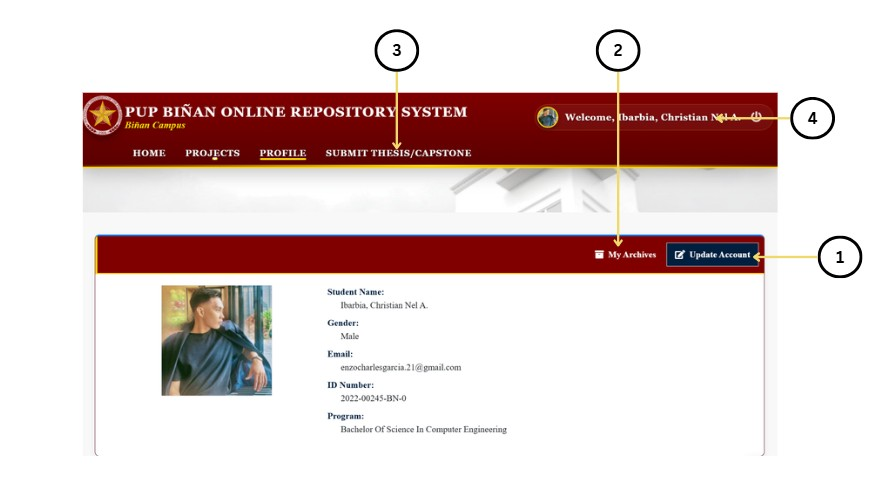 3
2
PUP BIÑAN ONLINE REPOSITORY SYSTEM
Biñan Campus
Welcome, Ibarbia, Christian Nel A.
4
HOME PROJECTS PROFILE SUBMIT THESIS/CAPSTONE
My Archives Update Account
1
Student Name:
Ibarbia, Christian Nel A.
Gender:
Male
Email:
enzocharlesgarcia.21@gmail.com
ID Number:
2022-00245-BN-0
Program:
Bachelor Of Science In Computer Engineering